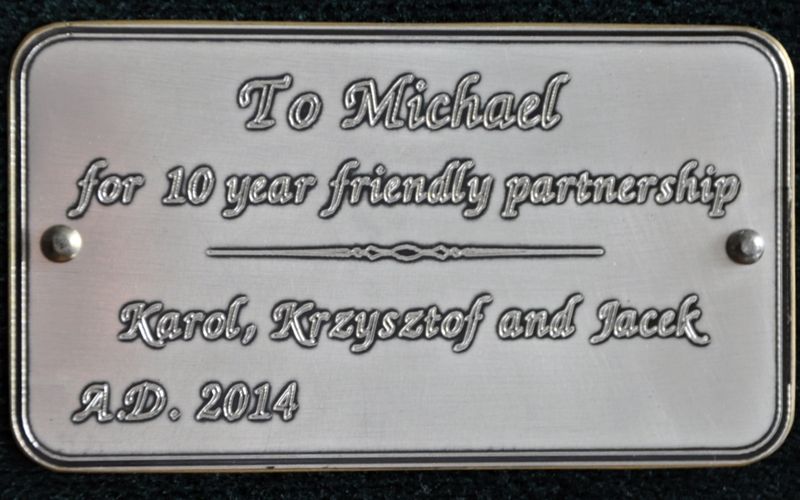 To Michael
for 10 year friendly partnership
Karol, Krzysztof and Jacek
A.D. 2014